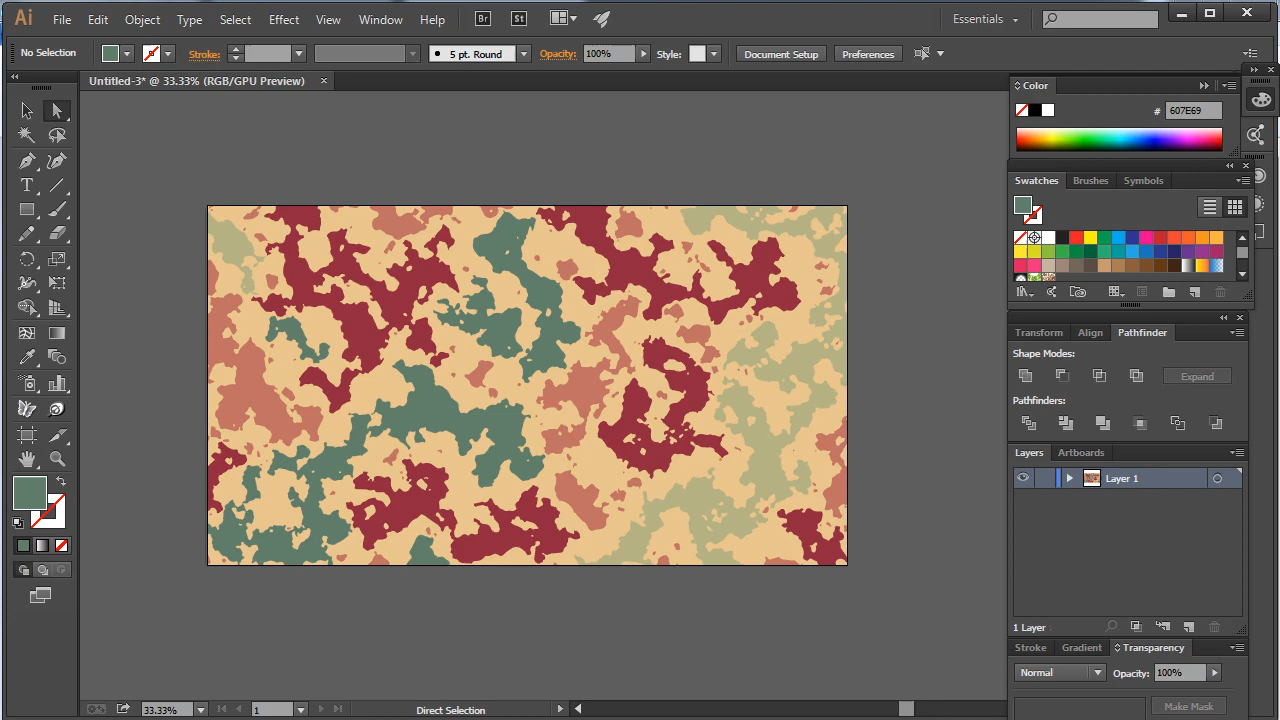 Ai File Edit Object Type Select Effect View Window Help Br St Essentials
No Selection Stroke: 5 pt. Round Opacity: 100% Style: Document Setup Preferences
Untitled-3* @ 33.33% (RGB/GPU Preview)
Color
# 607E69
Swatches Brushes Symbols
Transform Align Pathfinder
Shape Modes:
Expand
Pathfinders:
Layers Artboards
Layer 1
1 Layer
Stroke Gradient Transparency
Normal Opacity: 100%
Make Mask
33.33% 1 Direct Selection